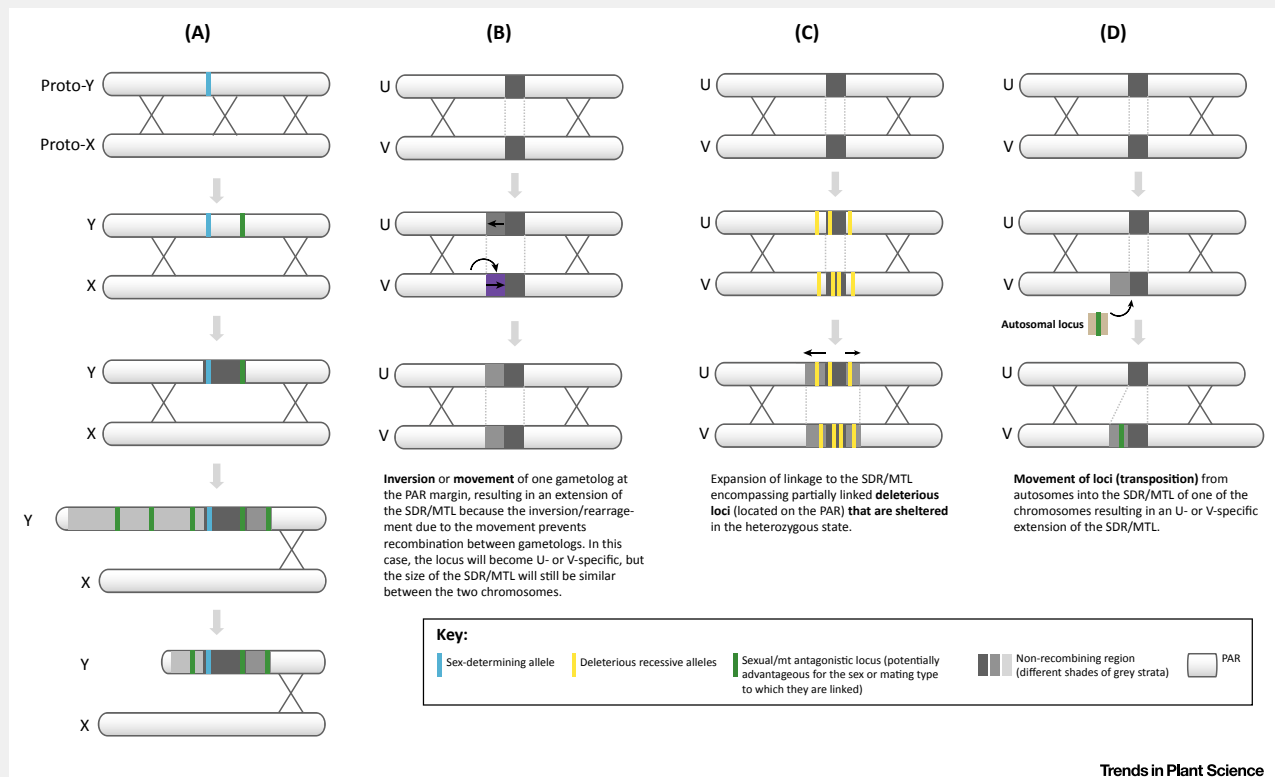 (A)
Proto-Y
Proto-X
Y
X
Y
X
Y
X
Y
X
(B)
U
V
U
V
U
V
Inversion or movement of one gametolog at
the PAR margin, resulting in an extension of
the SDR/MTL because the inversion/rearrange-
ment due to the movement prevents
recombination between gametologs. In this
case, the locus will become U- or V-specific, but
the size of the SDR/MTL will still be similar
between the two chromosomes.
(C)
U
V
U
V
U
V
Expansion of linkage to the SDR/MTL
encompassing partially linked deleterious
loci (located on the PAR) that are sheltered
in the heterozygous state.
(D)
U
V
U
V
Autosomal locus
U
V
Movement of loci (transposition) from
autosomes into the SDR/MTL of one of the
chromosomes resulting in an U- or V-specific
extension of the SDR/MTL.
Key:
Sex-determining allele
Deleterious recessive alleles
Sexual/mt antagonistic locus (potentially
advantageous for the sex or mating type
to which they are linked)
Non-recombining region
(different shades of grey strata)
PAR
Trends in Plant Science